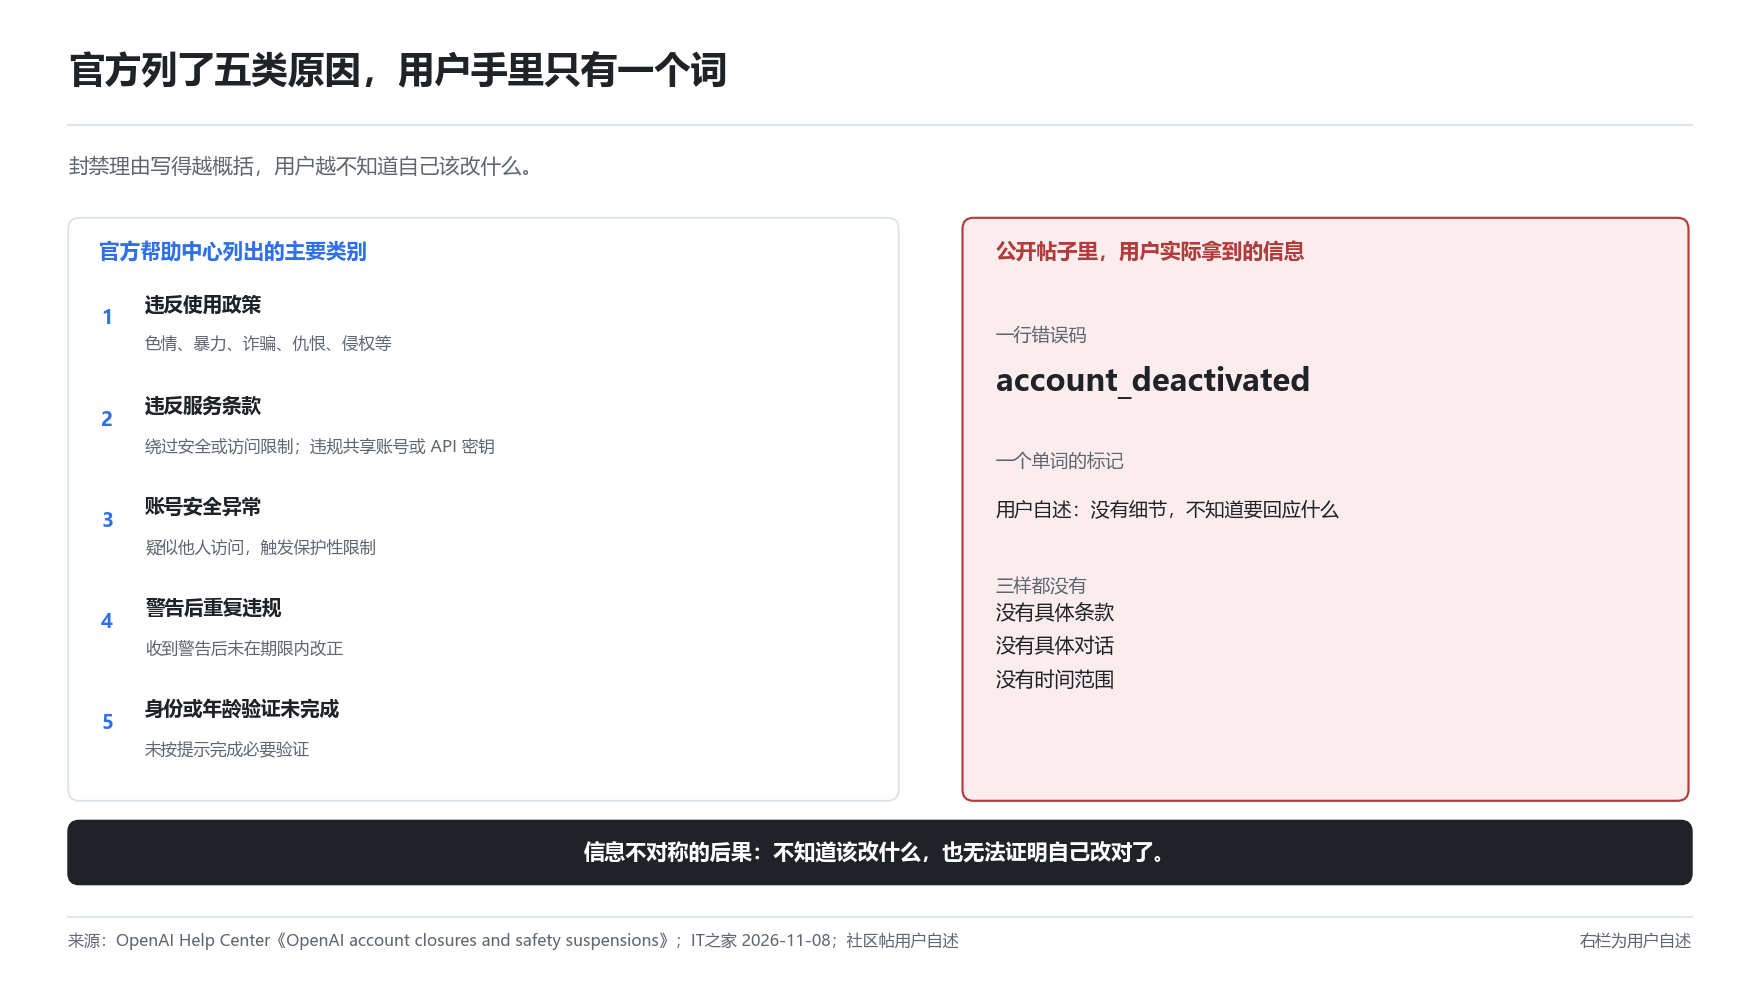 官方列了五类原因，用户手里只有一个词
封禁理由写得越概括，用户越不知道自己该改什么。
官方帮助中心列出的主要类别
1
违反使用政策
色情、暴力、诈骗、仇恨、侵权等
2
违反服务条款
绕过安全或访问限制；违规共享账号或 API 密钥
3
账号安全异常
疑似他人访问，触发保护性限制
4
警告后重复违规
收到警告后未在期限内改正
5
身份或年龄验证未完成
未按提示完成必要验证
公开帖子里，用户实际拿到的信息
一行错误码
account_deactivated
一个单词的标记
用户自述：没有细节，不知道要回应什么
三样都没有
没有具体条款
没有具体对话
没有时间范围
信息不对称的后果：不知道该改什么，也无法证明自己改对了。
来源：OpenAI Help Center《OpenAI account closures and safety suspensions》；IT之家 2026-11-08；社区帖用户自述
右栏为用户自述